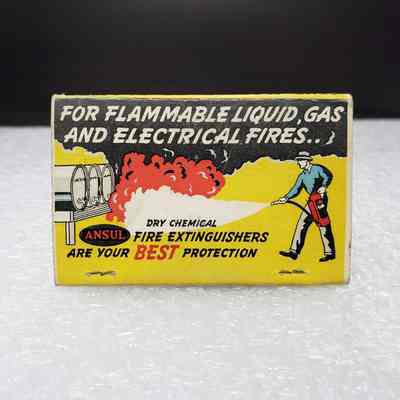 FOR FLAMMABLE LIQUID, GAS
AND ELECTRICAL FIRES..
DRY CHEMICAL
ANSUL FIRE EXTINGUISHERS
ARE YOUR BEST PROTECTION